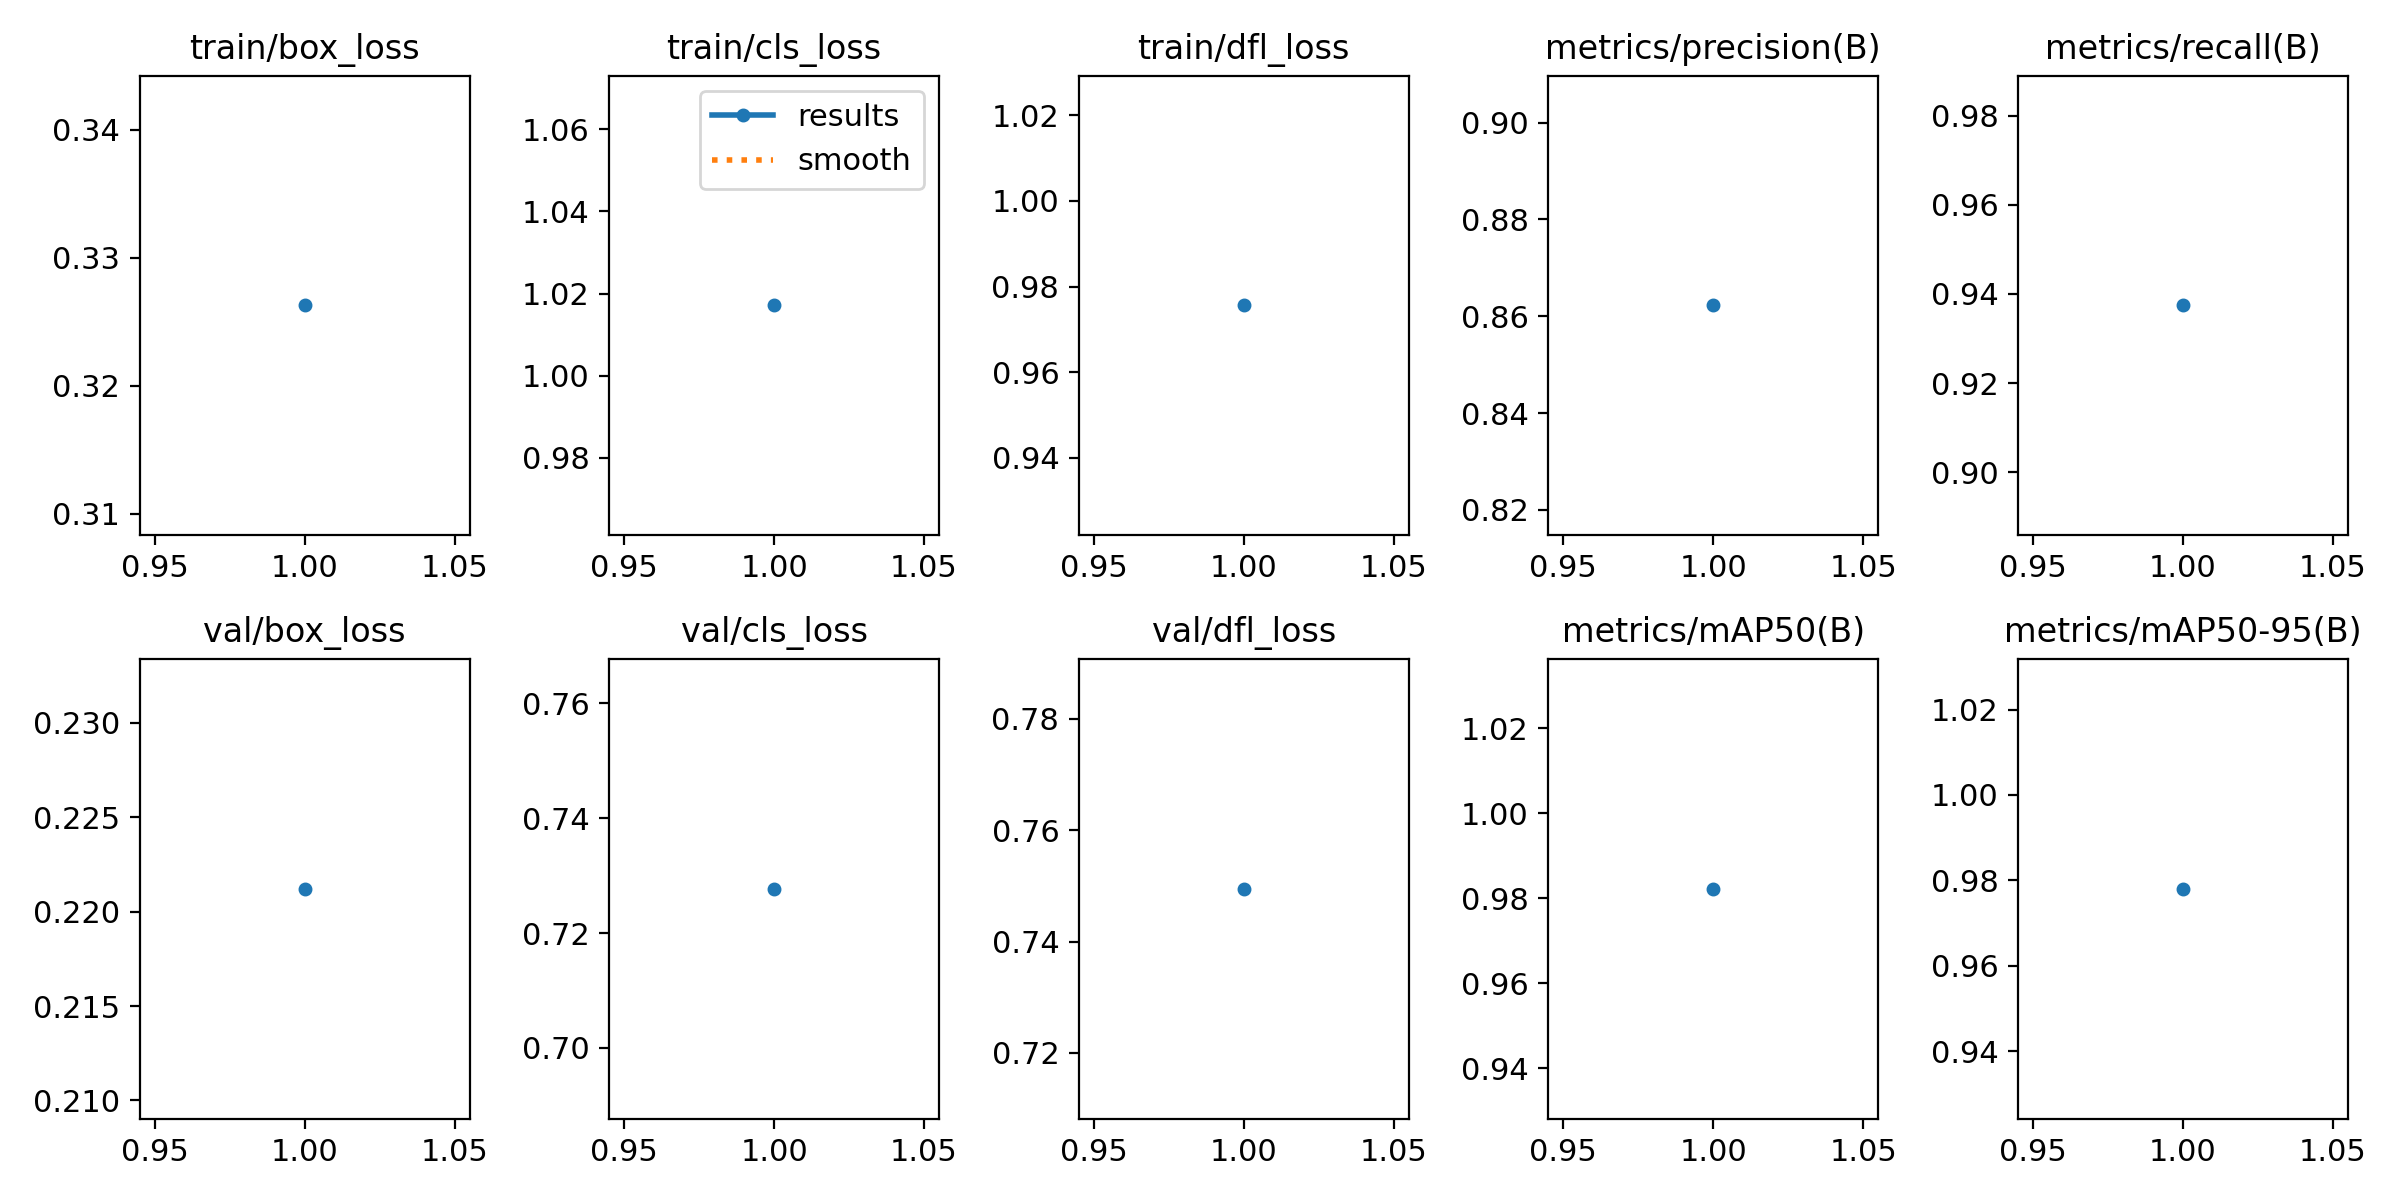 train/box_loss
0.34
0.33
0.32
0.31
0.95 1.00 1.05
train/cls_loss
results
smooth
1.06
1.04
1.02
1.00
0.98
0.95 1.00 1.05
train/dfl_loss
1.02
1.00
0.98
0.96
0.94
0.95 1.00 1.05
metrics/precision(B)
0.90
0.88
0.86
0.84
0.82
0.95 1.00 1.05
metrics/recall(B)
0.98
0.96
0.94
0.92
0.90
0.95 1.00 1.05
val/box_loss
0.230
0.225
0.220
0.215
0.210
0.95 1.00 1.05
val/cls_loss
0.76
0.74
0.72
0.70
0.95 1.00 1.05
val/dfl_loss
0.78
0.76
0.74
0.72
0.95 1.00 1.05
metrics/mAP50(B)
1.02
1.00
0.98
0.96
0.94
0.95 1.00 1.05
metrics/mAP50-95(B)
1.02
1.00
0.98
0.96
0.94
0.95 1.00 1.05